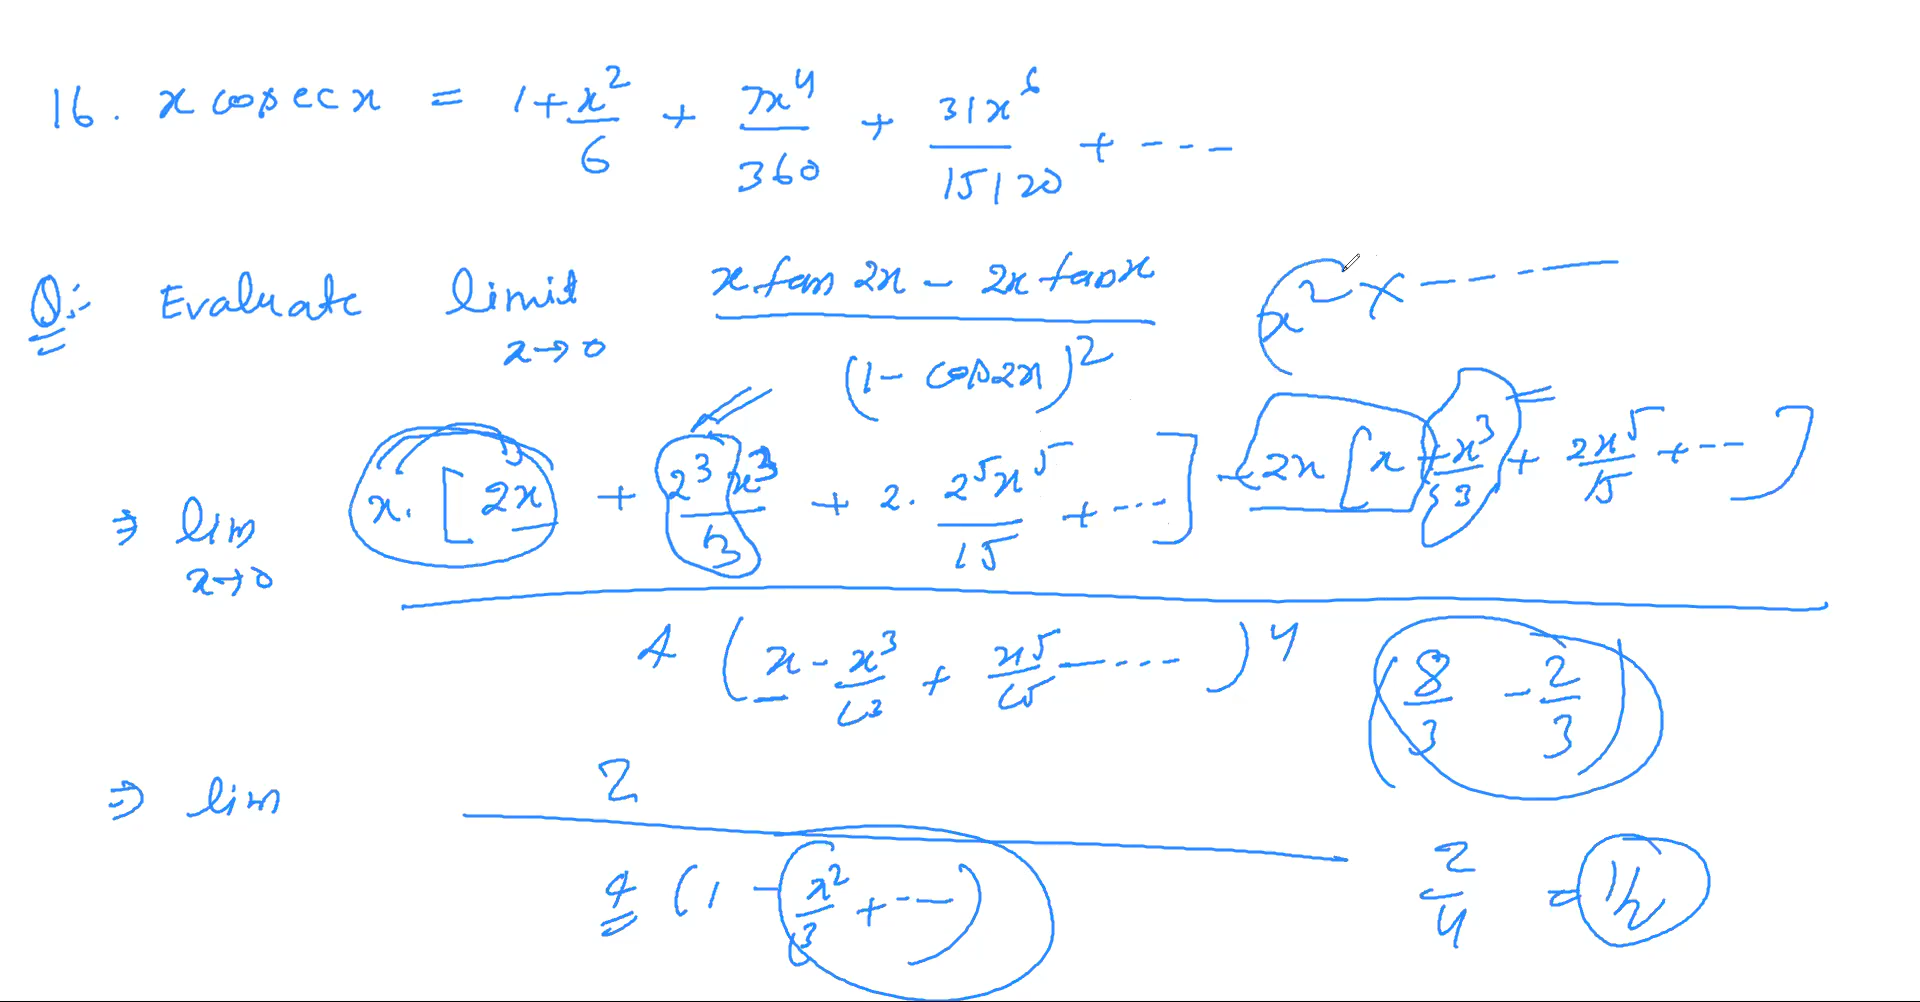 16. x cosec x = 1 + x²/6 + 7x⁴/360 + 31x⁶/15120 + ----
Q:- Evaluate limit x→0 (x tan 2x - 2x tan x)/(1 - cos 2x)² x² x -----
⇒ lim x→0 x. [2x + 2³x³/3 + 2. 2⁵x⁵/15 + ----] - 2x [x + x³/3 + 2x⁵/15 + ---]
4 (x - x³/⌊3 + x⁵/⌊5 -----)⁴ (8/3 - 2/3)
⇒ lim 2/4 (1 - x²/⌊3 + ---) 2/4 = 1/2